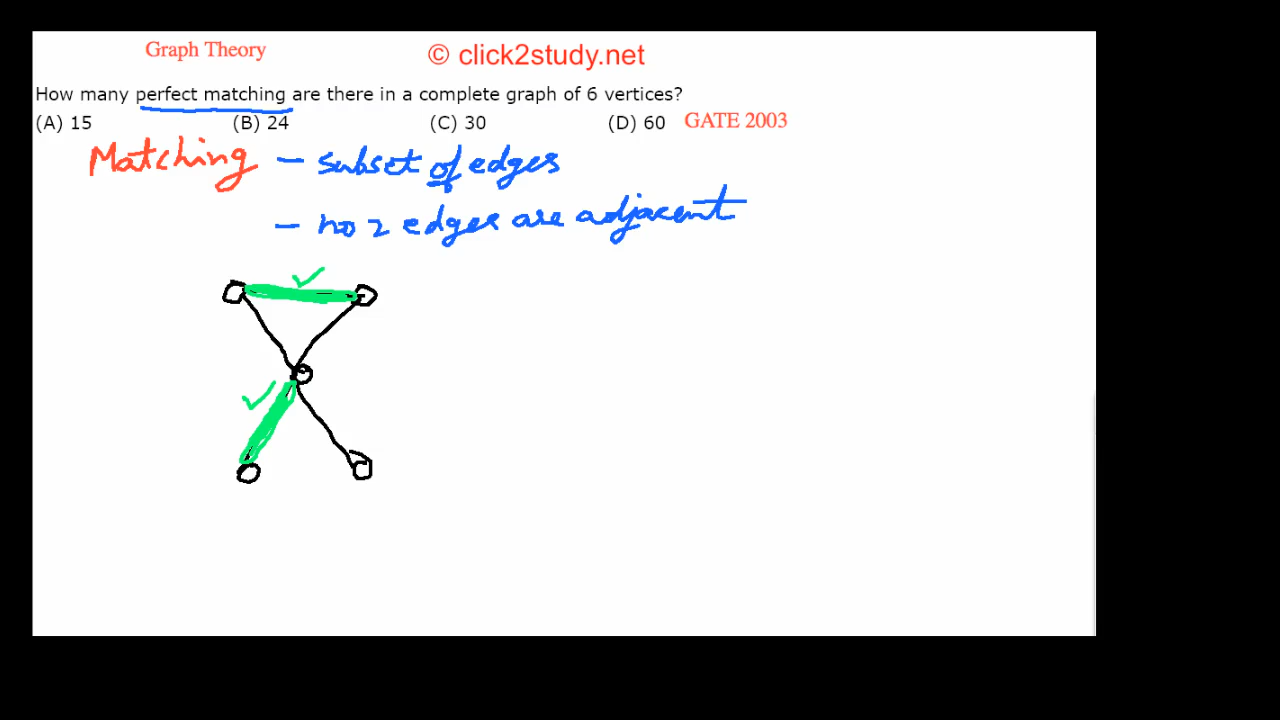 Graph Theory
© click2study.net
How many perfect matching are there in a complete graph of 6 vertices?
(A) 15 (B) 24 (C) 30 (D) 60 GATE 2003
Matching - subset of edges
- no 2 edges are adjacent